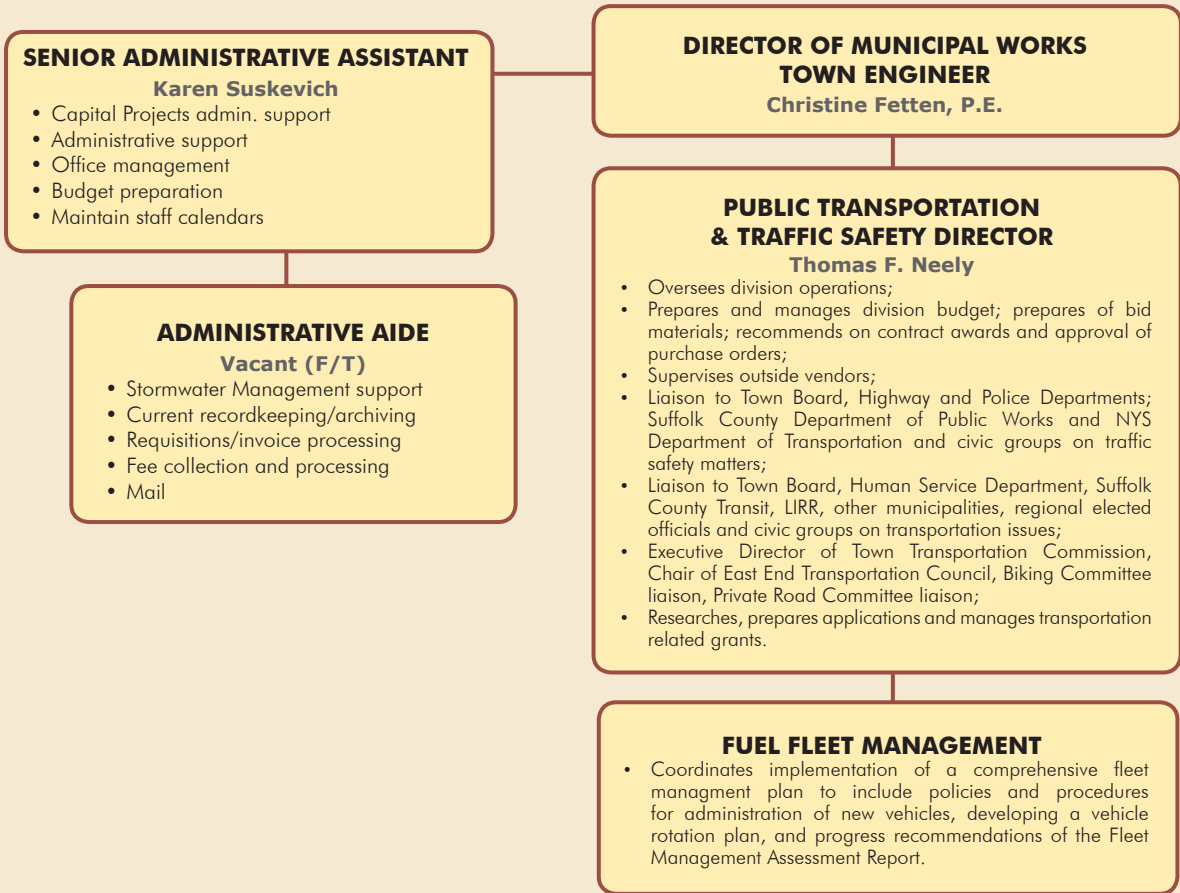 SENIOR ADMINISTRATIVE ASSISTANT
Karen Suskevich
• Capital Projects admin. support
• Administrative support
• Office management
• Budget preparation
• Maintain staff calendars
ADMINISTRATIVE AIDE
Vacant (F/T)
• Stormwater Management support
• Current recordkeeping/archiving
• Requisitions/invoice processing
• Fee collection and processing
• Mail
DIRECTOR OF MUNICIPAL WORKS
TOWN ENGINEER
Christine Fetten, P.E.
PUBLIC TRANSPORTATION
& TRAFFIC SAFETY DIRECTOR
Thomas F. Neely
• Oversees division operations;
• Prepares and manages division budget; prepares of bid
materials; recommends on contract awards and approval of
purchase orders;
• Supervises outside vendors;
• Liaison to Town Board, Highway and Police Departments;
Suffolk County Department of Public Works and NYS
Department of Transportation and civic groups on traffic
safety matters;
• Liaison to Town Board, Human Service Department, Suffolk
County Transit, LIRR, other municipalities, regional elected
officials and civic groups on transportation issues;
• Executive Director of Town Transportation Commission,
Chair of East End Transportation Council, Biking Committee
liaison, Private Road Committee liaison;
• Researches, prepares applications and manages transportation
related grants.
FUEL FLEET MANAGEMENT
• Coordinates implementation of a comprehensive fleet
managment plan to include policies and procedures
for administration of new vehicles, developing a vehicle
rotation plan, and progress recommendations of the Fleet
Management Assessment Report.